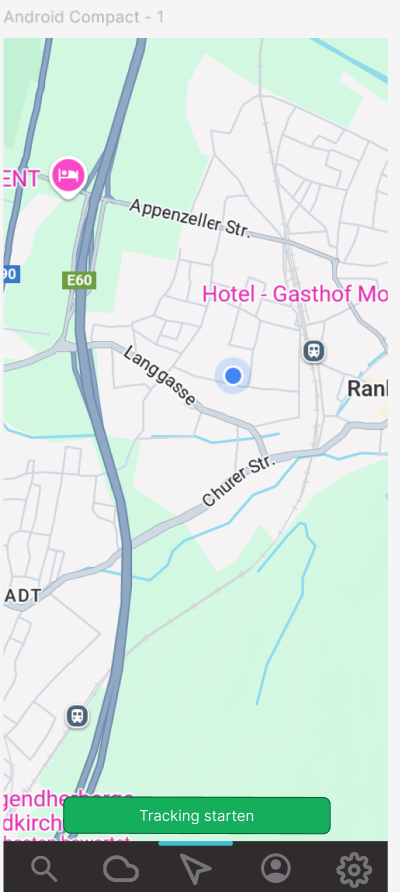 Android Compact - 1
ENT
Appenzeller Str.
90
E60
Hotel - Gasthof Mo
Langgasse
Rank
Churer Str.
ADT
gendherberge
dkirch
Tracking starten